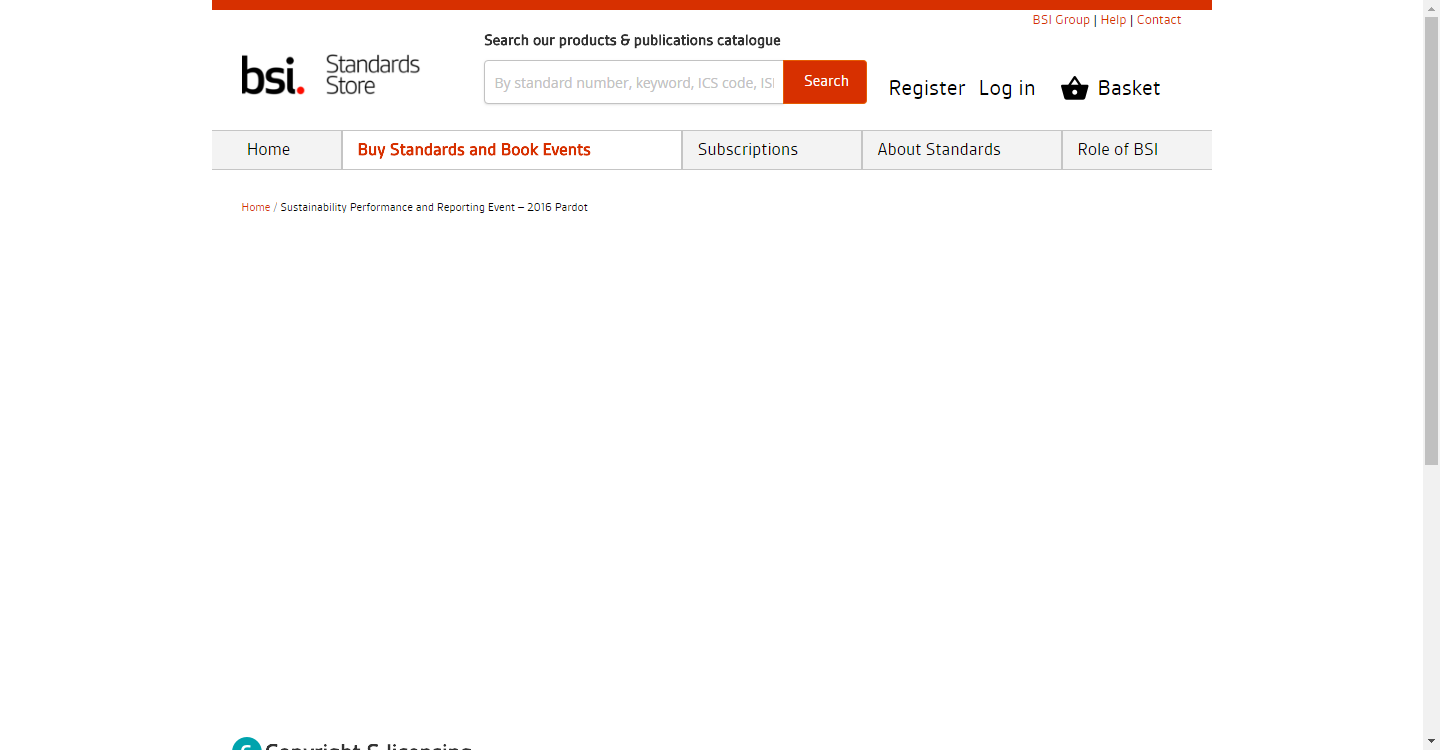 BSI Group | Help | Contact
Search our products & publications catalogue
bsi. Standards Store
By standard number, keyword, ICS code, ISI
Search
Register Log in Basket
Home Buy Standards and Book Events Subscriptions About Standards Role of BSI
Home / Sustainability Performance and Reporting Event – 2016 Pardot
Copyright & licensing